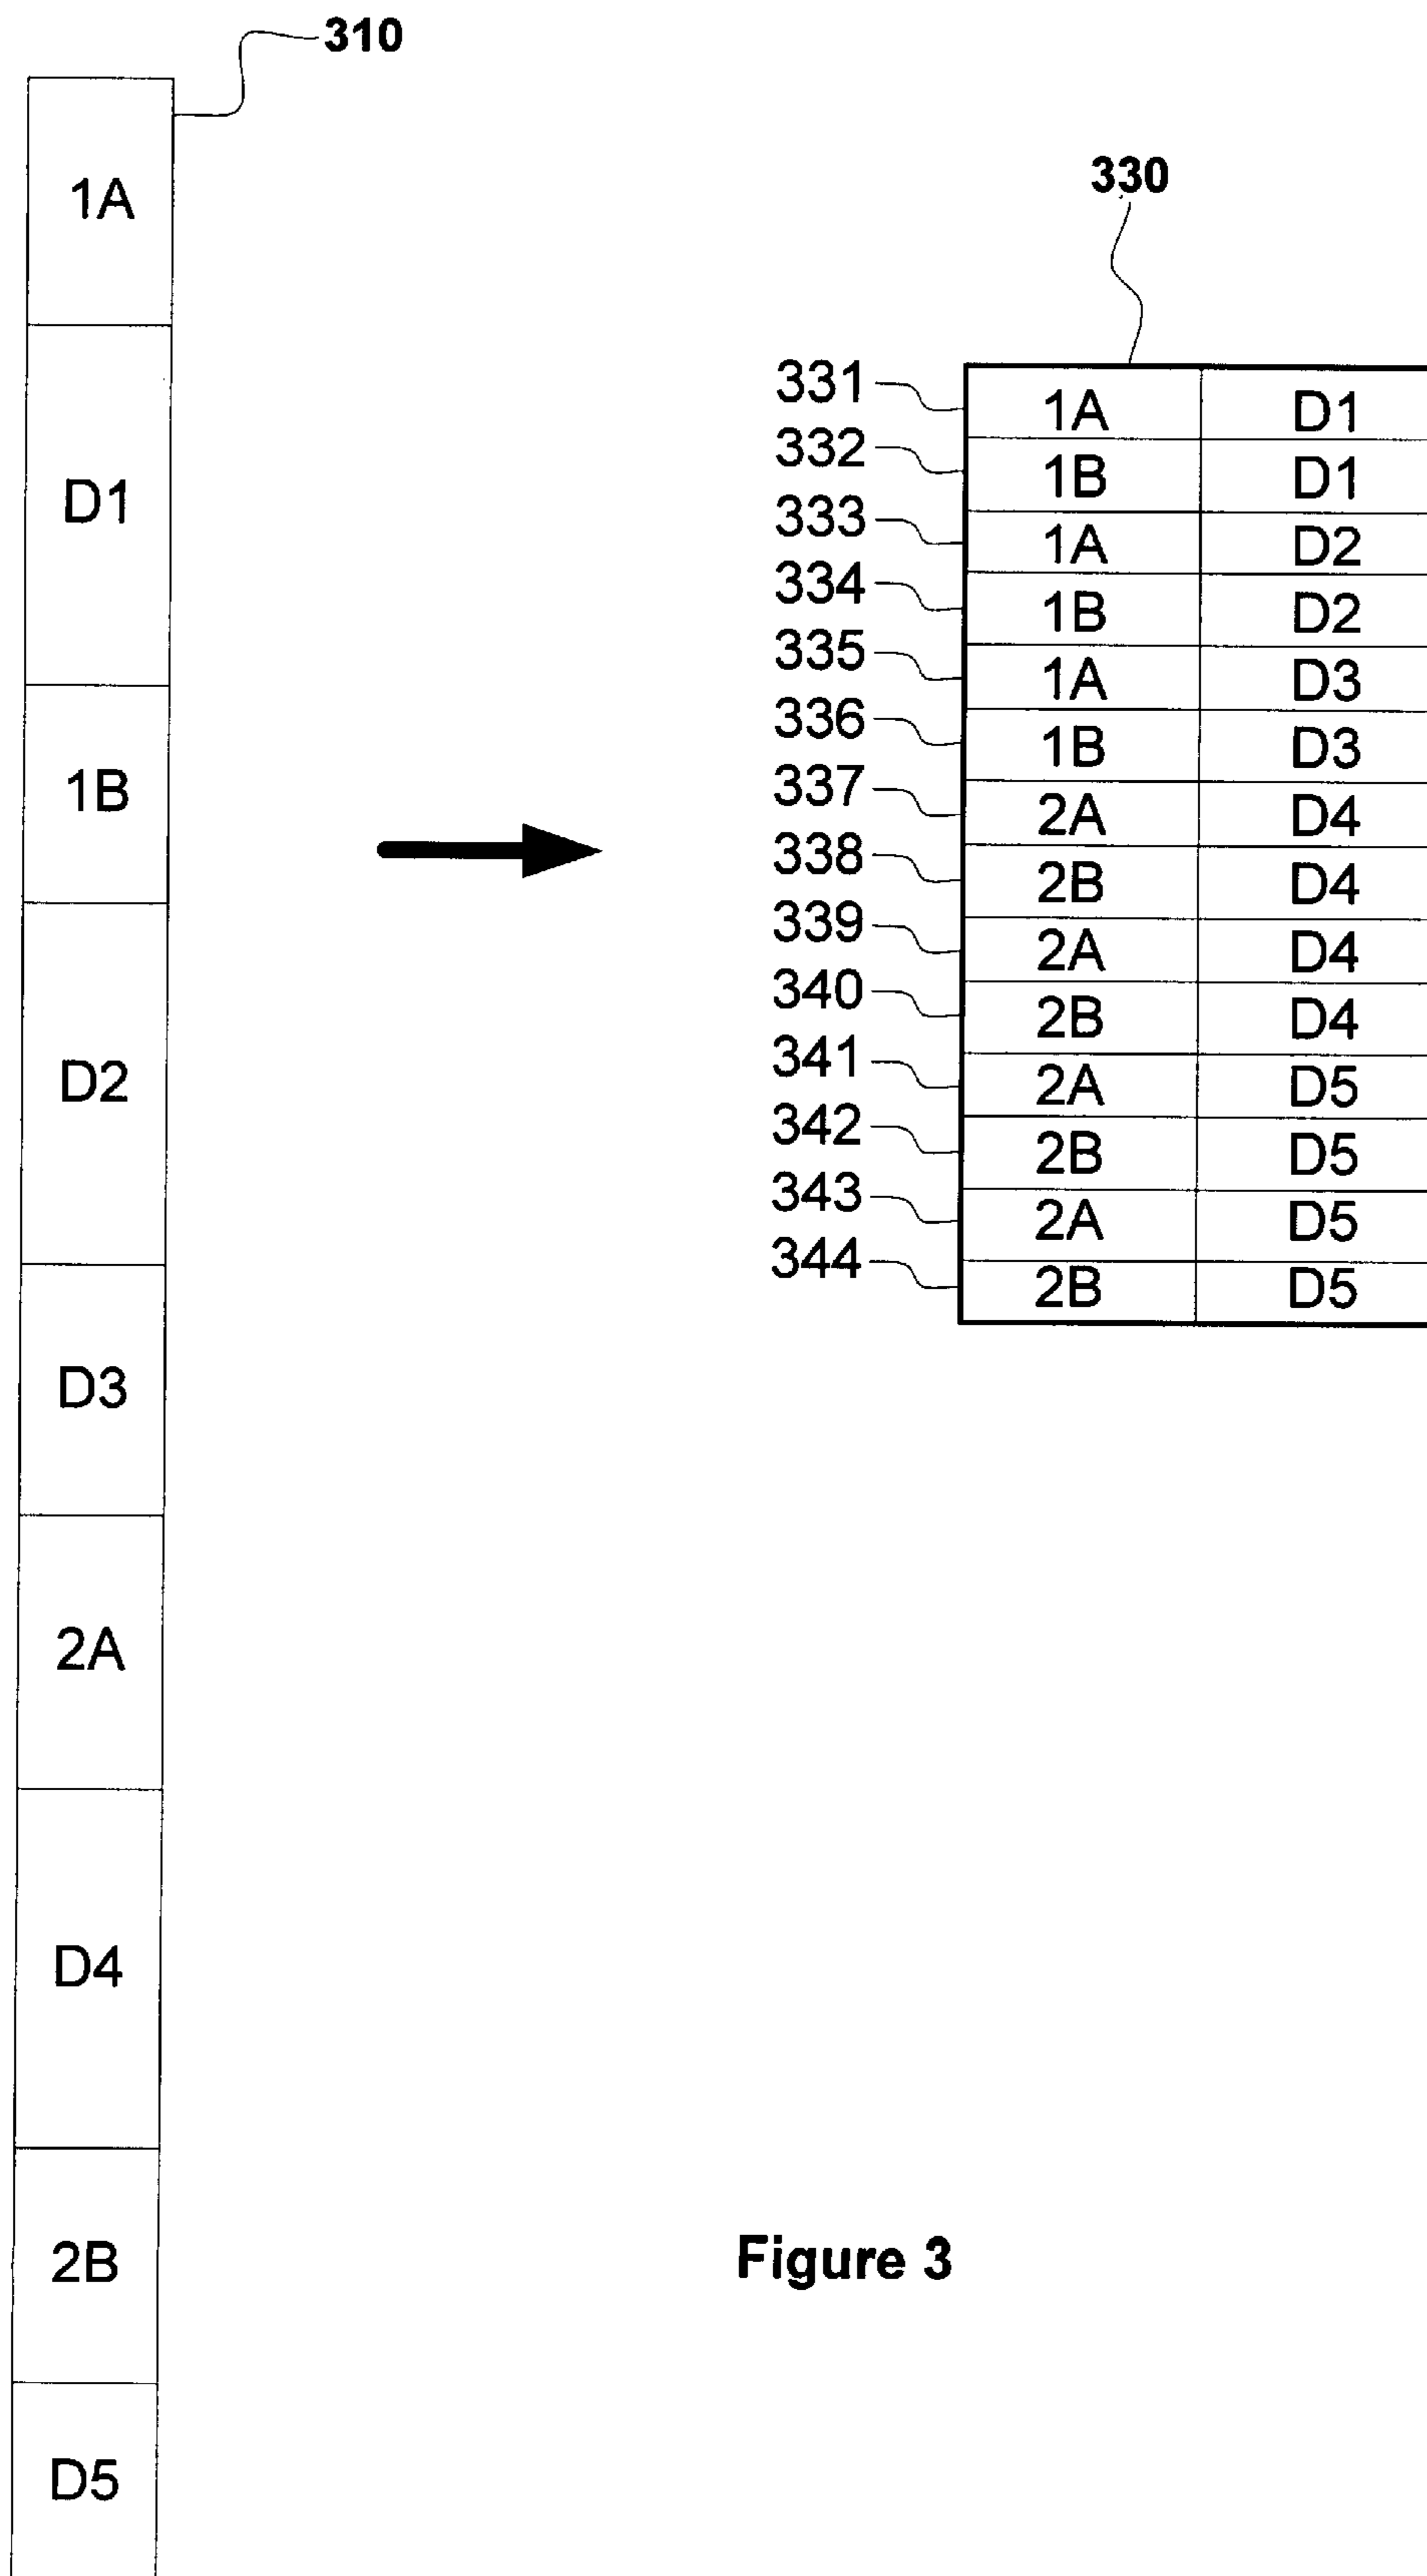 310
1A
D1
1B
D2
D3
2A
D4
2B
D5
330
331 1A D1
332 1B D1
333 1A D2
334 1B D2
335 1A D3
336 1B D3
337 2A D4
338 2B D4
339 2A D4
340 2B D4
341 2A D5
342 2B D5
343 2A D5
344 2B D5
Figure 3